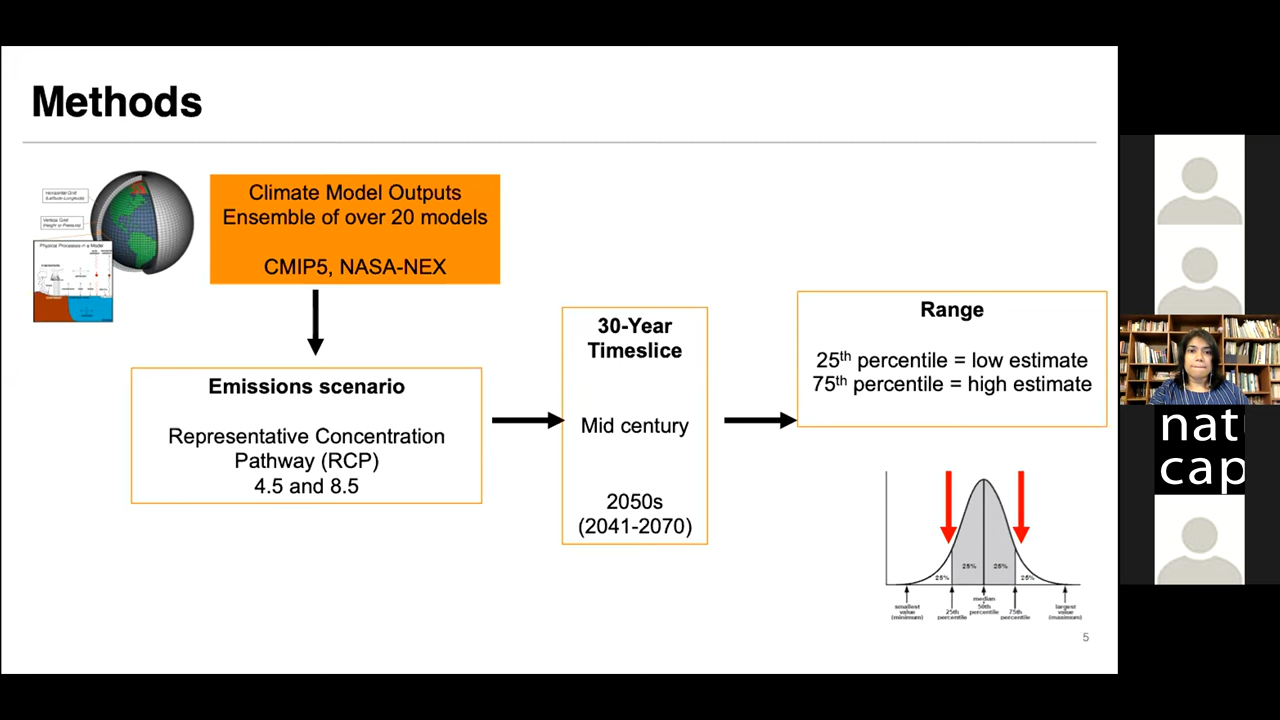 Methods
Horizontal Grid
(Latitude-Longitude)
Vertical Grid
(Height or Pressure)
Physical Processes in a Model
Climate Model Outputs
Ensemble of over 20 models
CMIP5, NASA-NEX
Emissions scenario
Representative Concentration
Pathway (RCP)
4.5 and 8.5
30-Year
Timeslice
Mid century
2050s
(2041-2070)
Range
25th percentile = low estimate
75th percentile = high estimate
25%
25%
25%
25%
smallest
value
(minimum)
25th
percentile
median
50th
percentile
75th
percentile
largest
value
(maximum)
5
nat
cap